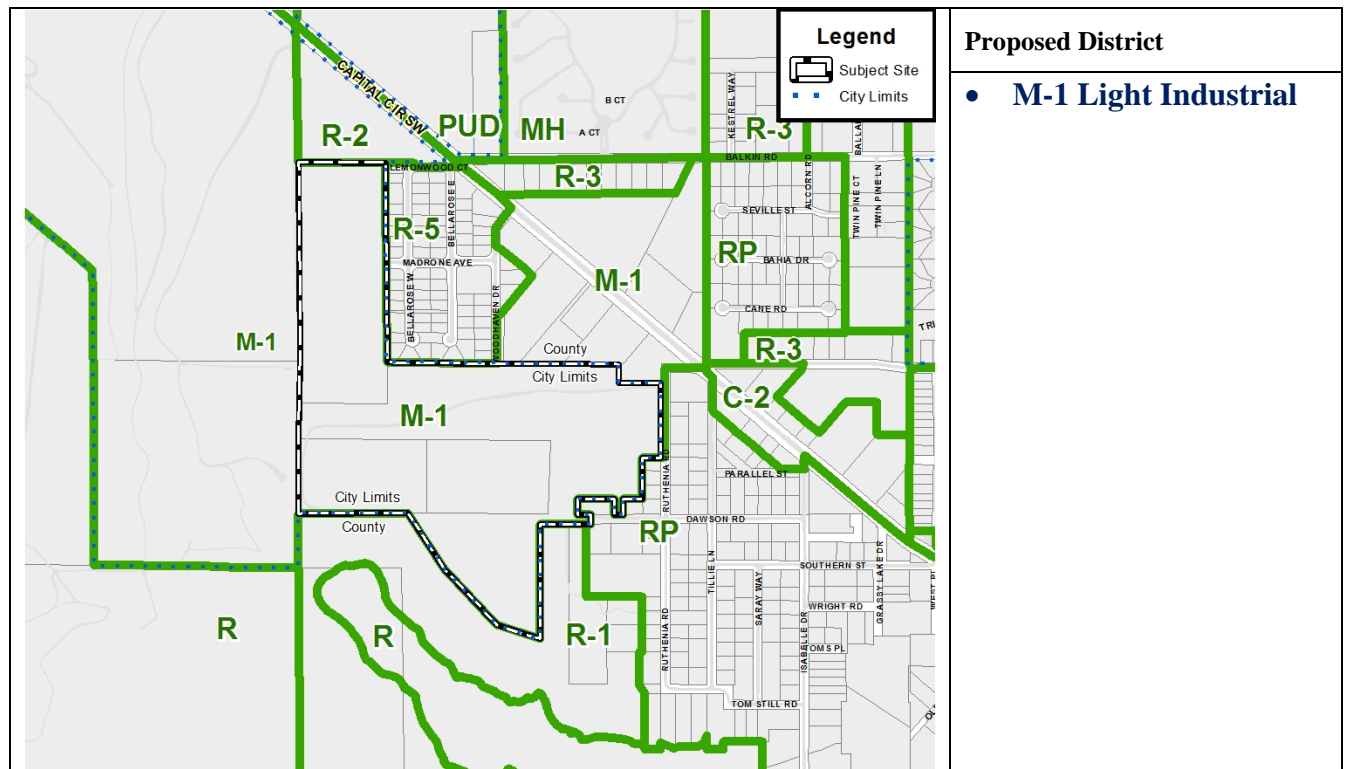 Legend
Subject Site
City Limits
Proposed District
• M-1 Light Industrial
CAPITAL CIR SW
R-2
PUD
MH
B CT
A CT
KESTREL WAY
R-3
BALKIN RD
LEMONWOOD CT
R-3
ALCORN RD
TWIN PINE CT
TWIN PINE LN
BELLAROSE E
R-5
SEVILLE ST
MADRONE AVE
RP
BAHIA DR
M-1
BELLAROSE W
WOODHAVEN DR
CANE RD
M-1
County
City Limits
R-3
C-2
M-1
RUTHENIA RD
PARALLEL ST
City Limits
County
RP
DAWSON RD
TILLIE LN
SOUTHERN ST
SARAY WAY
GRASSY LAKE DR
WRIGHT RD
R
R
R-1
RUTHENIA RD
ISABELLE DR
TOMS PL
TOM STILL RD